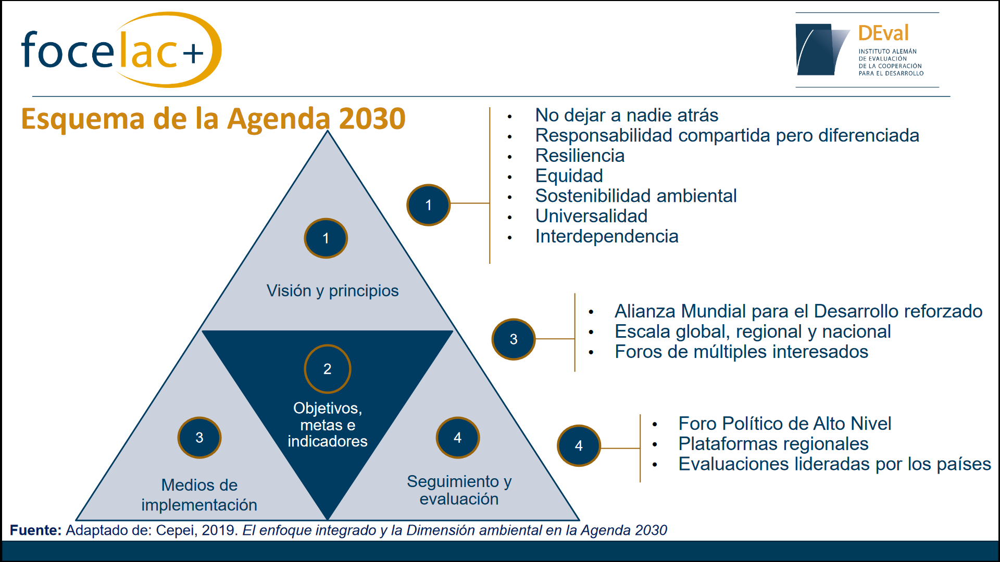 focelac+
DEval
INSTITUTO ALEMÁN
DE EVALUACIÓN
DE LA COOPERACIÓN
PARA EL DESARROLLO
Esquema de la Agenda 2030
1
• No dejar a nadie atrás
• Responsabilidad compartida pero diferenciada
• Resiliencia
• Equidad
• Sostenibilidad ambiental
• Universalidad
• Interdependencia
1
Visión y principios
3
• Alianza Mundial para el Desarrollo reforzado
• Escala global, regional y nacional
• Foros de múltiples interesados
2
Objetivos,
metas e
indicadores
3
Medios de
implementación
4
Seguimiento y
evaluación
4
• Foro Político de Alto Nivel
• Plataformas regionales
• Evaluaciones lideradas por los países
Fuente: Adaptado de: Cepei, 2019. El enfoque integrado y la Dimensión ambiental en la Agenda 2030